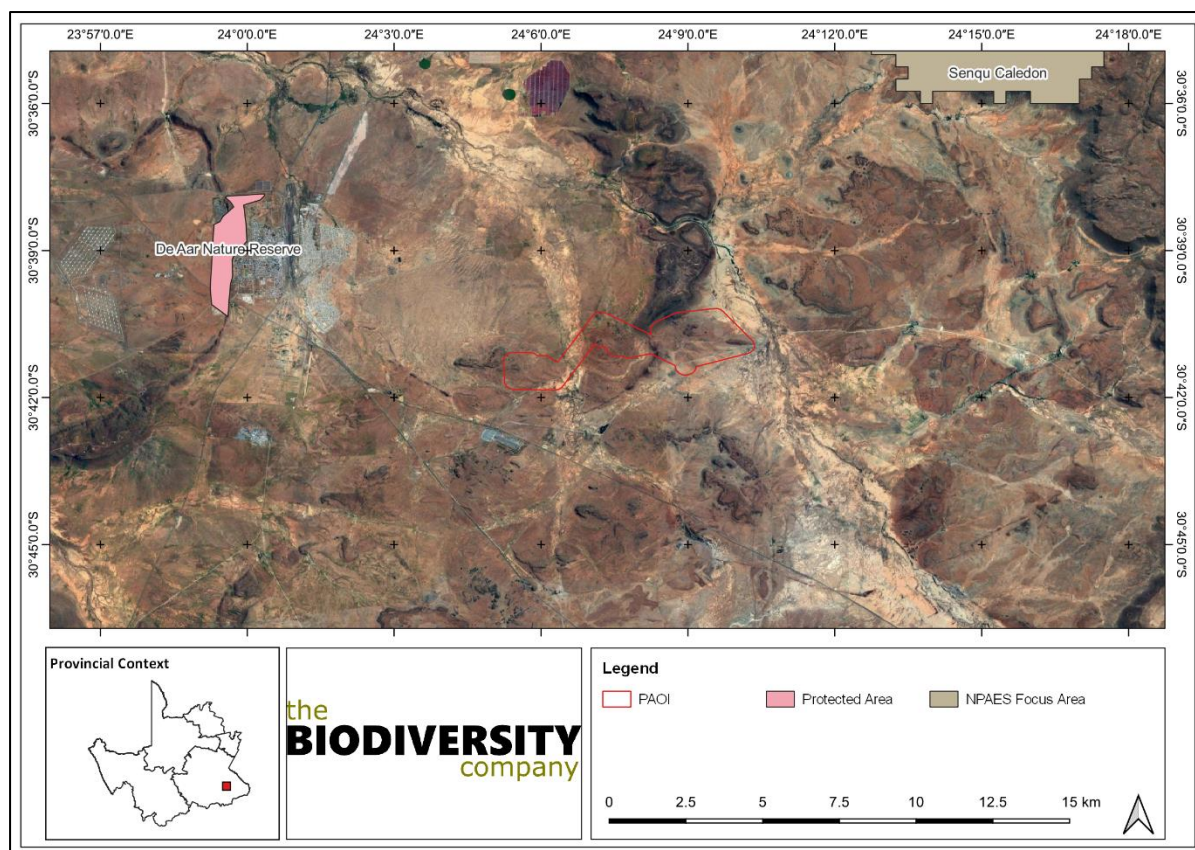 23°57'0.0"E 24°0'0.0"E 24°3'0.0"E 24°6'0.0"E 24°9'0.0"E 24°12'0.0"E 24°15'0.0"E 24°18'0.0"E
Senqu Caledon
30°36'0.0"S 30°36'0.0"S
De Aar Nature Reserve
30°39'0.0"S 30°39'0.0"S
30°42'0.0"S 30°42'0.0"S
30°45'0.0"S 30°45'0.0"S
Provincial Context
the
BIODIVERSITY
company
Legend
PAOI Protected Area NPAES Focus Area
0 2.5 5 7.5 10 12.5 15 km